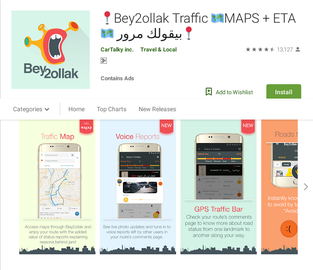 Bey2ollak Traffic MAPS + ETA
بيقولك مرور
CarTalky inc. Travel & Local
13,127
Contains Ads
Add to Wishlist
Install
Bey2ollak
Categories Home Top Charts New Releases
Traffic Map
Access maps through Bey2ollak and
enjoy your route with the added
value of status reports explaining
reasons behind jam!
Voice Reports
NEW
See live photo updates and tune in to
voice reports left by other users in
your route's comments page.
NEW
GPS Traffic Bar
Check your route's comments
page to know more about road
status from one landmark to
another along your way.
Roads
Instantly know